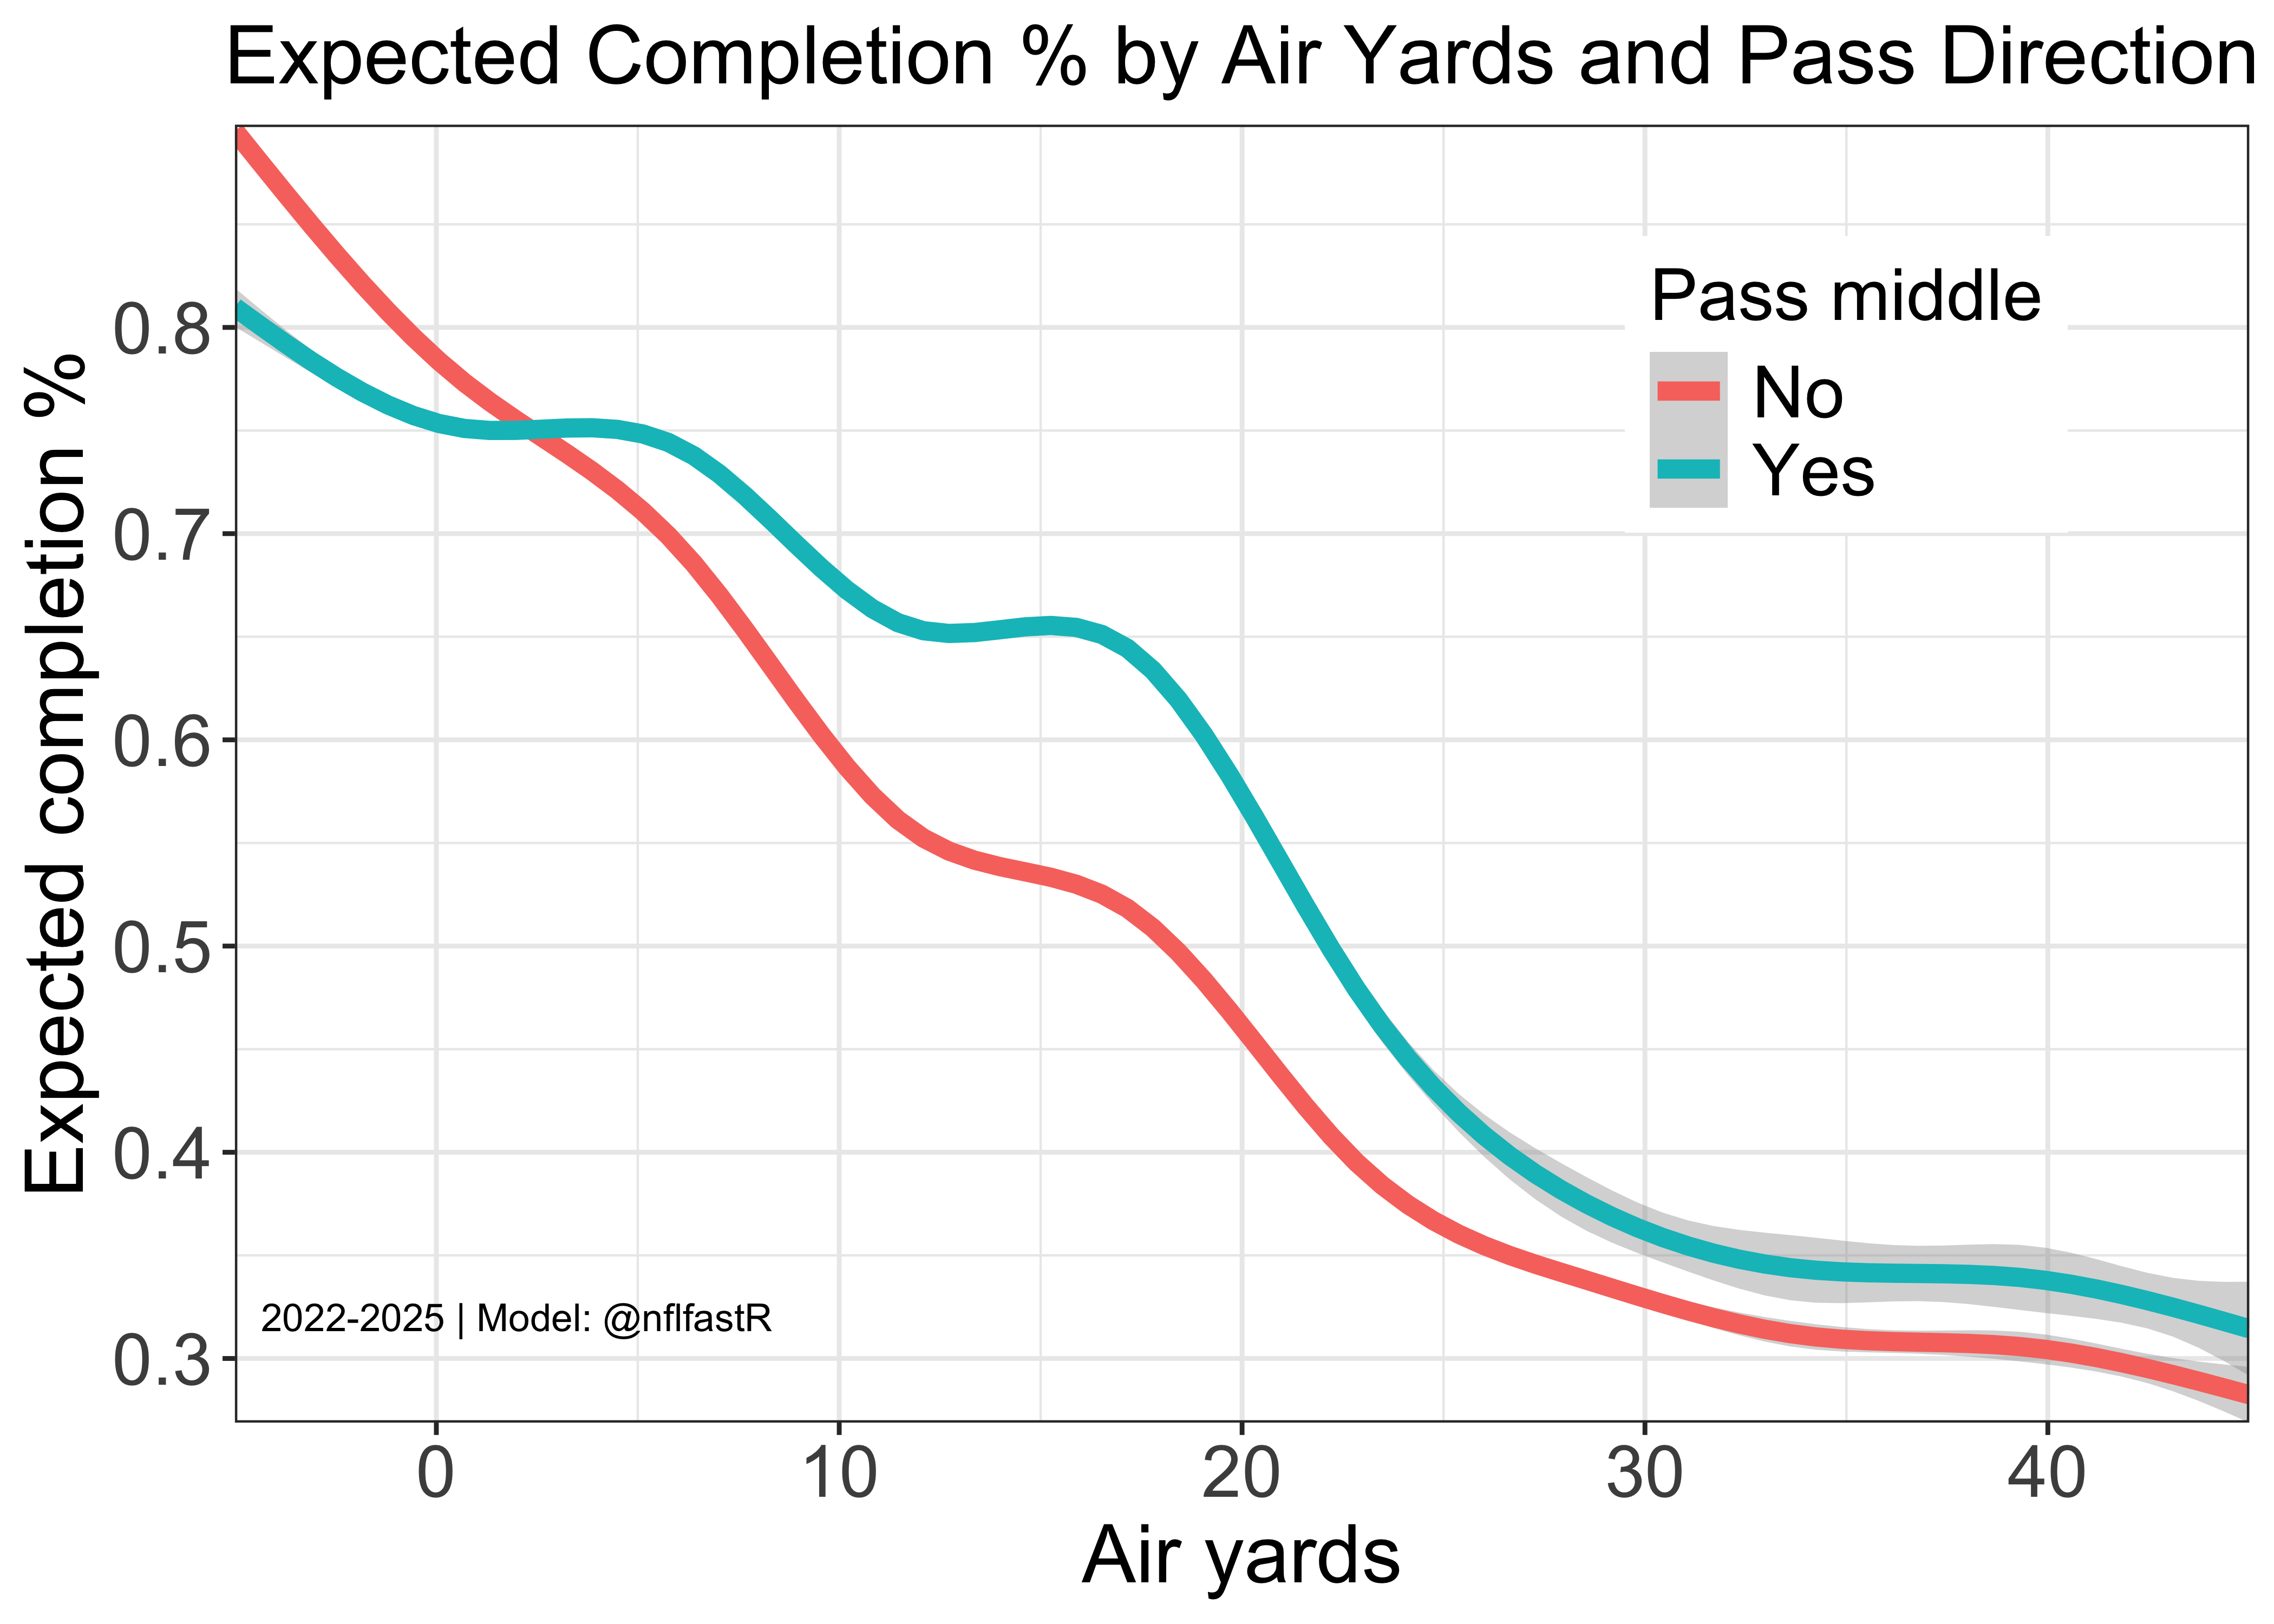 Expected Completion % by Air Yards and Pass Direction
Expected completion %
0.8
0.7
0.6
0.5
0.4
0.3
Pass middle
No
Yes
2022-2025 | Model: @nflfastR
0 10 20 30 40
Air yards